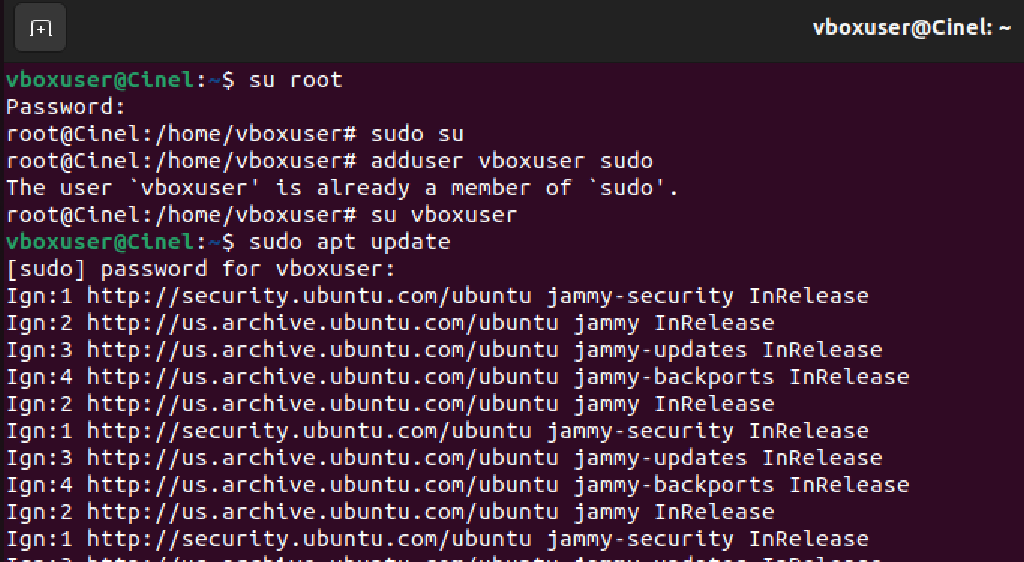 vboxuser@Cinel: ~
vboxuser@Cinel:~$ su root
Password:
root@Cinel:/home/vboxuser# sudo su
root@Cinel:/home/vboxuser# adduser vboxuser sudo
The user `vboxuser' is already a member of `sudo'.
root@Cinel:/home/vboxuser# su vboxuser
vboxuser@Cinel:~$ sudo apt update
[sudo] password for vboxuser:
Ign:1 http://security.ubuntu.com/ubuntu jammy-security InRelease
Ign:2 http://us.archive.ubuntu.com/ubuntu jammy InRelease
Ign:3 http://us.archive.ubuntu.com/ubuntu jammy-updates InRelease
Ign:4 http://us.archive.ubuntu.com/ubuntu jammy-backports InRelease
Ign:2 http://us.archive.ubuntu.com/ubuntu jammy InRelease
Ign:1 http://security.ubuntu.com/ubuntu jammy-security InRelease
Ign:3 http://us.archive.ubuntu.com/ubuntu jammy-updates InRelease
Ign:4 http://us.archive.ubuntu.com/ubuntu jammy-backports InRelease
Ign:2 http://us.archive.ubuntu.com/ubuntu jammy InRelease
Ign:1 http://security.ubuntu.com/ubuntu jammy-security InRelease